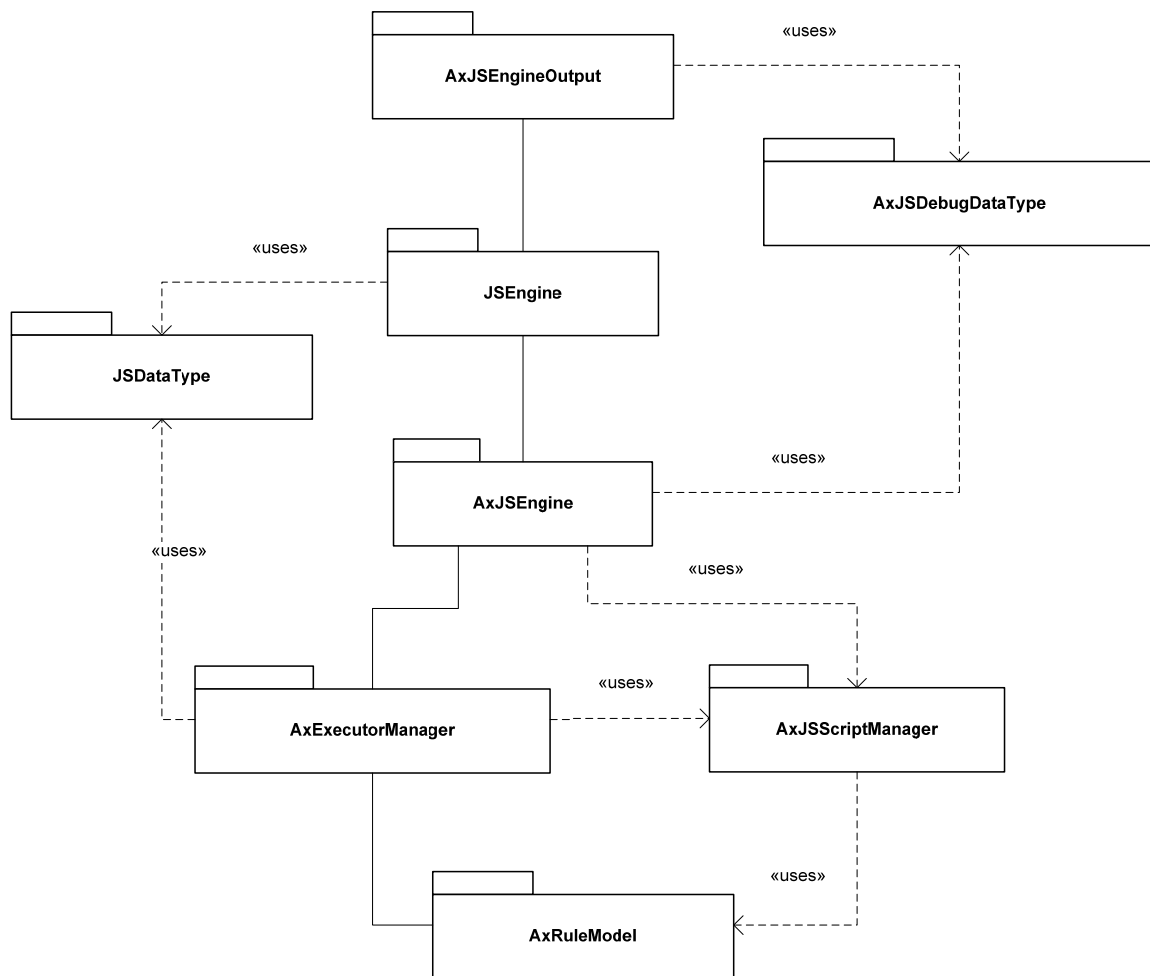 «uses»
AxJSEngineOutput
AxJSDebugDataType
«uses»
JSEngine
JSDataType
«uses»
AxJSEngine
«uses»
«uses»
«uses»
AxExecutorManager
AxJSScriptManager
«uses»
AxRuleModel